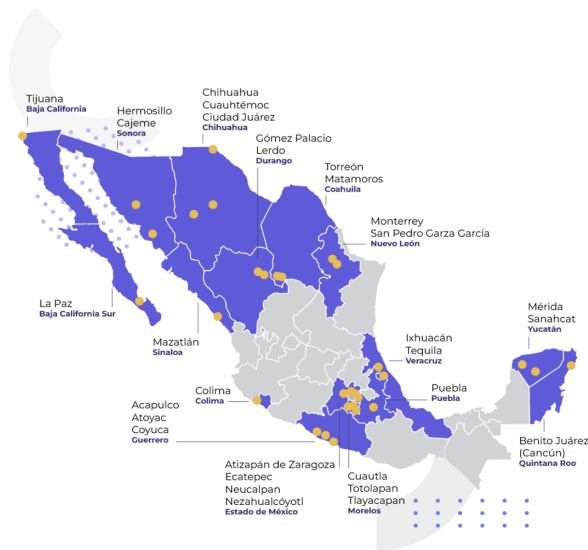 Tijuana
Baja California
Hermosillo
Cajeme
Sonora
Chihuahua
Cuauhtémoc
Ciudad Juárez
Chihuahua
Gómez Palacio
Lerdo
Durango
Torreón
Matamoros
Coahuila
Monterrey
San Pedro Garza García
Nuevo León
La Paz
Baja California Sur
Mazatlán
Sinaloa
Mérida
Sanahcat
Yucatán
Ixhuacán
Tequila
Veracruz
Colima
Colima
Puebla
Puebla
Acapulco
Atoyac
Coyuca
Guerrero
Benito Juárez
(Cancún)
Quintana Roo
Atizapán de Zaragoza
Ecatepec
Neucalpan
Nezahualcóyotl
Estado de México
Cuautla
Totolapan
Tlayacapan
Morelos